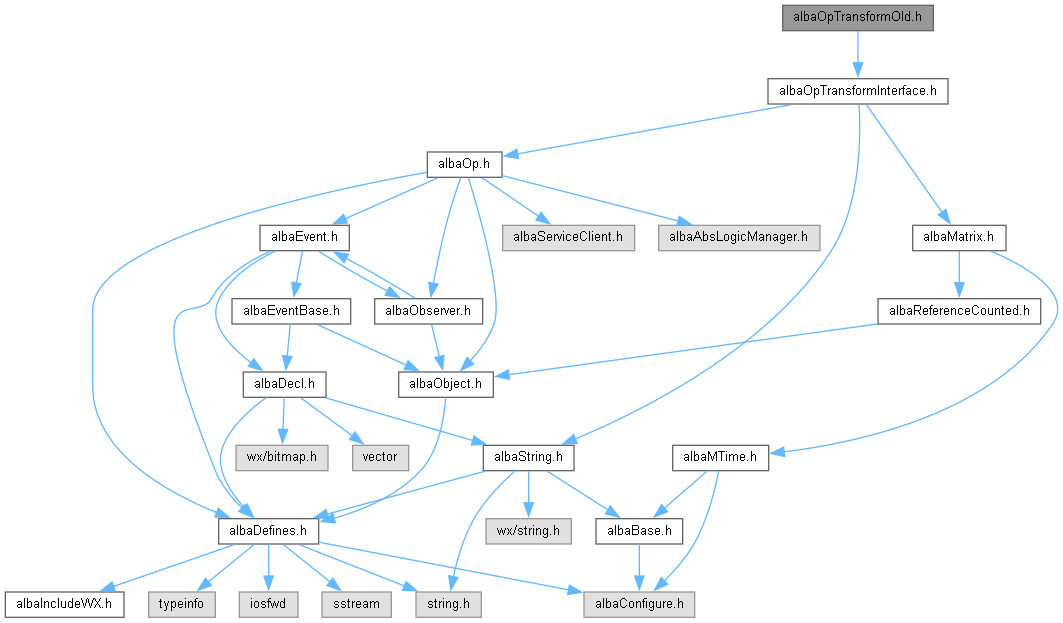 albaOpTransformOld.h
albaOpTransformInterface.h
albaOp.h
albaEvent.h
albaServiceClient.h
albaAbsLogicManager.h
albaMatrix.h
albaEventBase.h
albaObserver.h
albaReferenceCounted.h
albaDecl.h
albaObject.h
wx/bitmap.h
vector
albaString.h
albaMTime.h
albaDefines.h
wx/string.h
albaBase.h
albaIncludeWX.h
typeinfo
iosfwd
sstream
string.h
albaConfigure.h